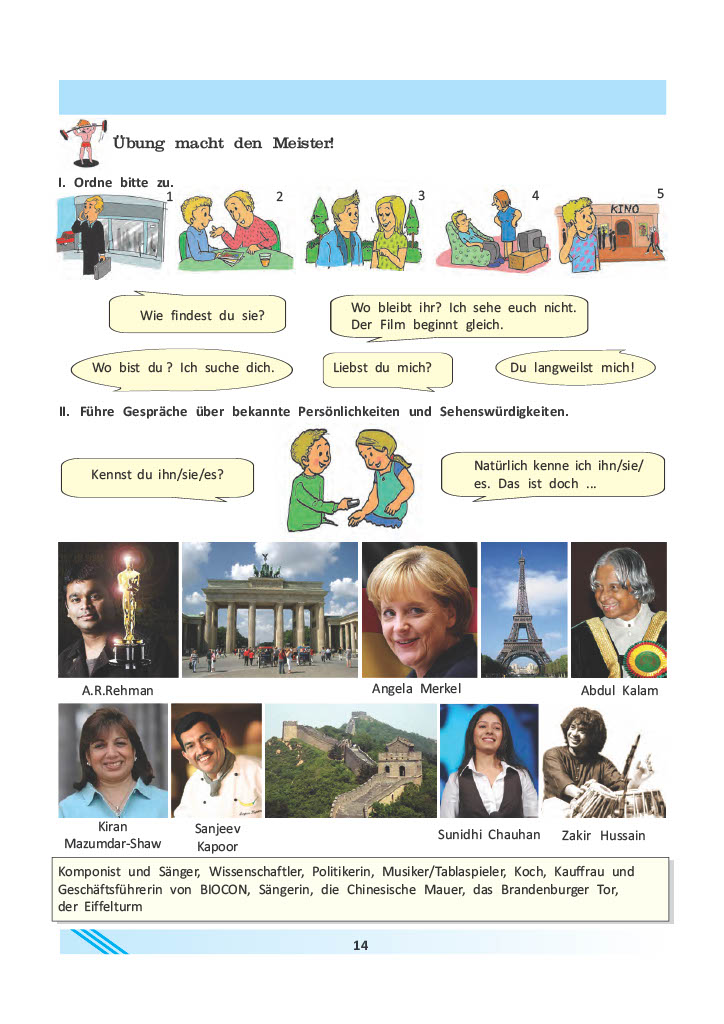 Übung macht den Meister!
I. Ordne bitte zu.
1
2
3
4
5
KINO
Wie findest du sie?
Wo bleibt ihr? Ich sehe euch nicht.
Der Film beginnt gleich.
Wo bist du ? Ich suche dich.
Liebst du mich?
Du langweilst mich!
II. Führe Gespräche über bekannte Persönlichkeiten und Sehenswürdigkeiten.
Kennst du ihn/sie/es?
Natürlich kenne ich ihn/sie/
es. Das ist doch ...
A.R.Rehman
Angela Merkel
Abdul Kalam
Kiran
Mazumdar-Shaw
Sanjeev
Kapoor
Sunidhi Chauhan
Zakir Hussain
Komponist und Sänger, Wissenschaftler, Politikerin, Musiker/Tablaspieler, Koch, Kauffrau und
Geschäftsführerin von BIOCON, Sängerin, die Chinesische Mauer, das Brandenburger Tor,
der Eiffelturm
14